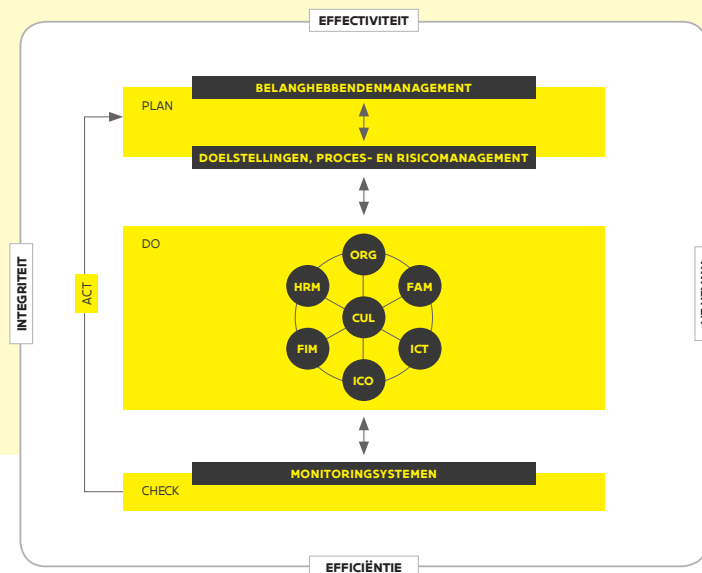 EFFECTIVITEIT
BELANGHEBBENDENMANAGEMENT
PLAN
DOELSTELLINGEN, PROCES- EN RISICOMANAGEMENT
DO
ORG
HRM
FAM
INTEGRITEIT
ACT
CUL
FIM
ICT
ICO
MONITORINGSYSTEMEN
CHECK
EFFICIËNTIE